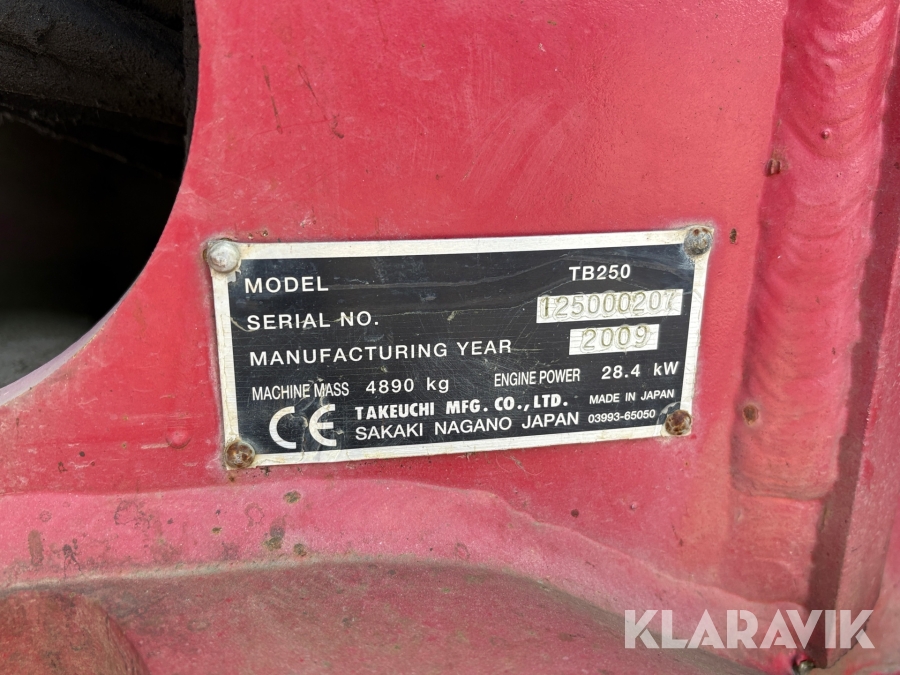 MODEL TB250
SERIAL NO. 125000207
MANUFACTURING YEAR 2009
MACHINE MASS 4890 kg ENGINE POWER 28.4 kW
CE TAKEUCHI MFG. CO., LTD. MADE IN JAPAN
SAKAKI NAGANO JAPAN 03993-65050
KLARAVIK